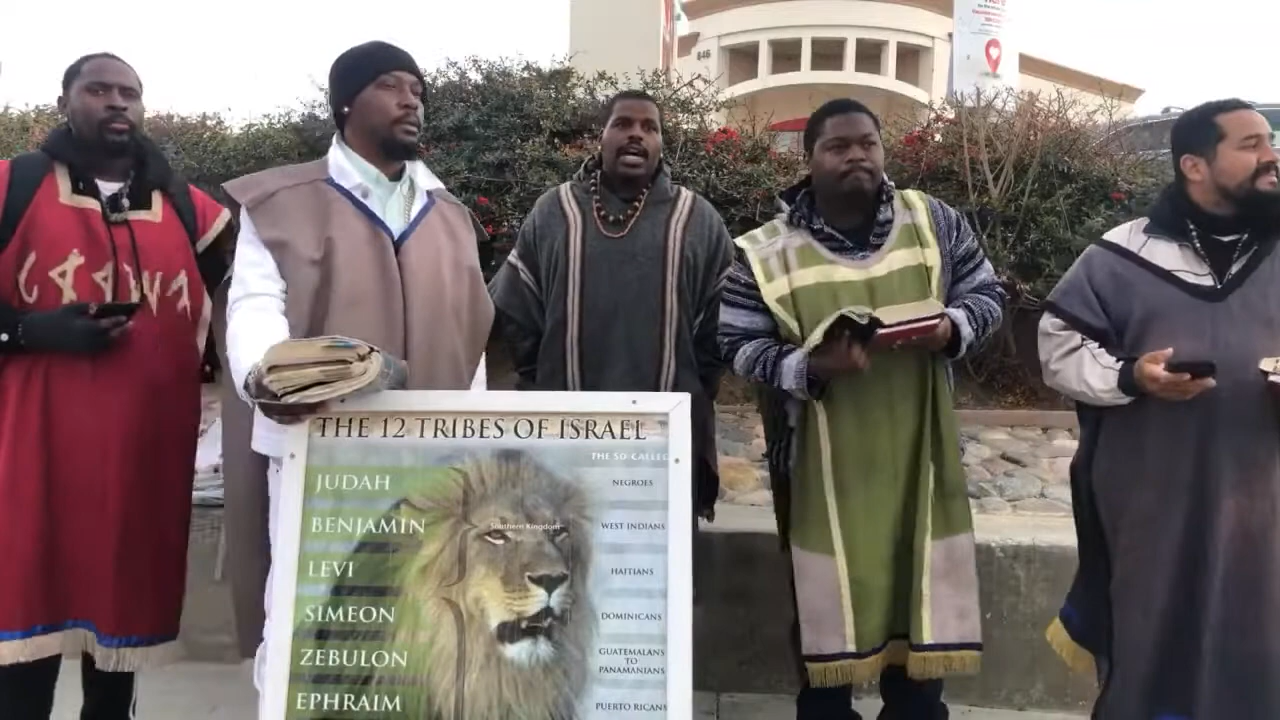 846
THE 12 TRIBES OF ISRAEL
THE SO-CALLED
JUDAH NEGROES
BENJAMIN Southern Kingdom WEST INDIANS
LEVI HAITIANS
SIMEON DOMINICANS
ZEBULON GUATEMALANS
TO
PANAMANIANS
EPHRAIM PUERTO RICANS